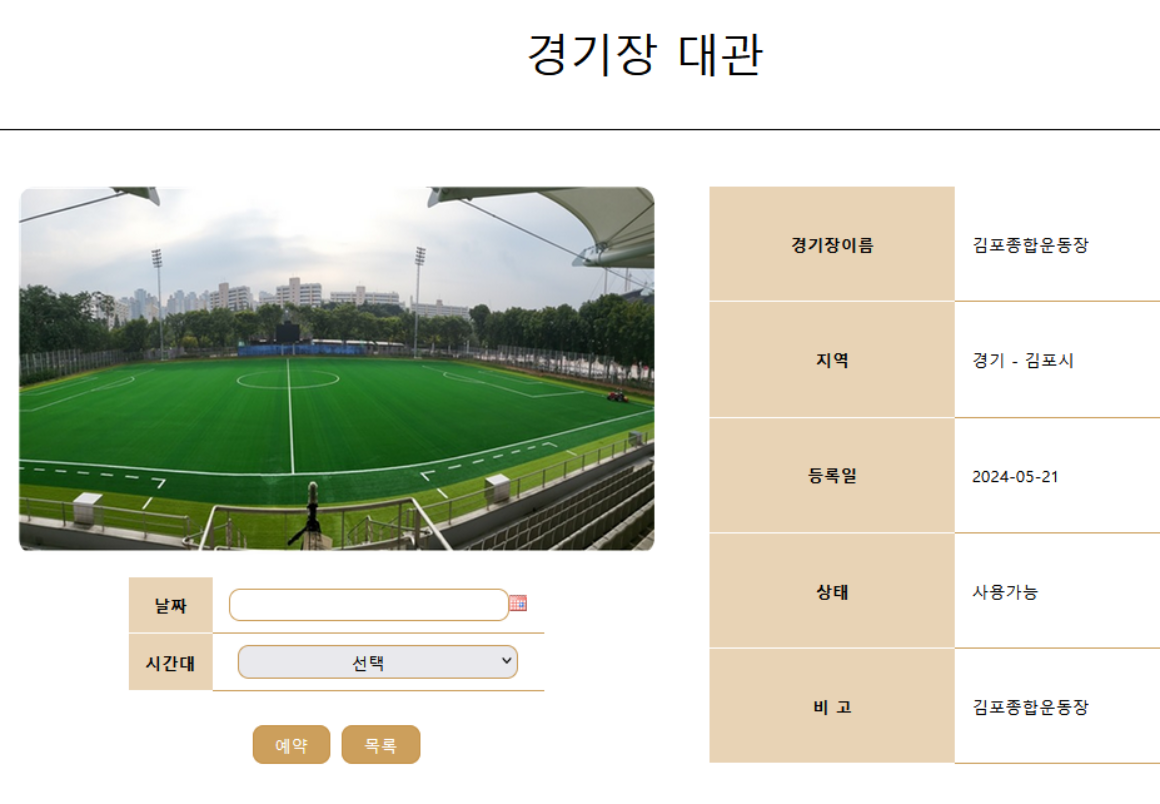 경기장 대관
경기장이름 김포종합운동장
지역 경기 - 김포시
등록일 2024-05-21
상태 사용가능
비 고 김포종합운동장
날짜
시간대 선택
예약 목록